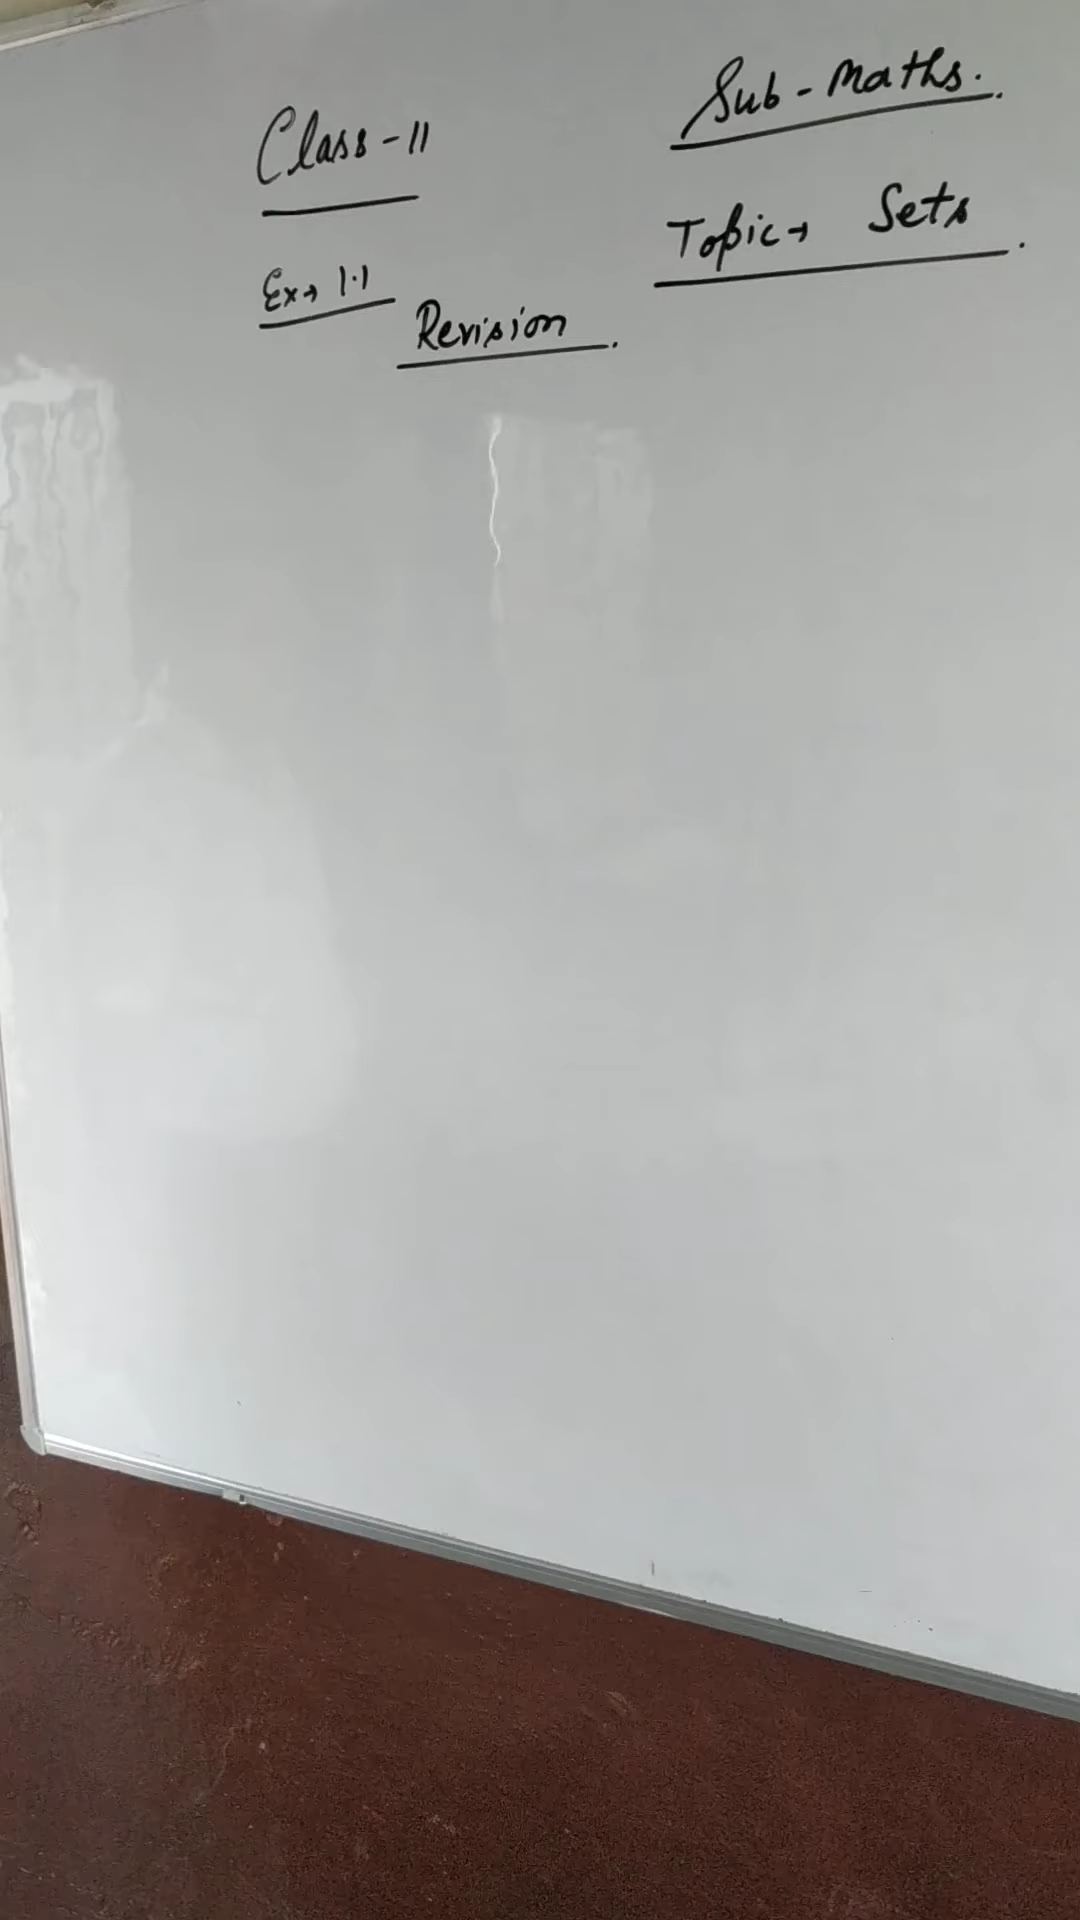 Class-11
Sub-Maths.
Topic→ Sets.
Ex→ 1.1
Revision.